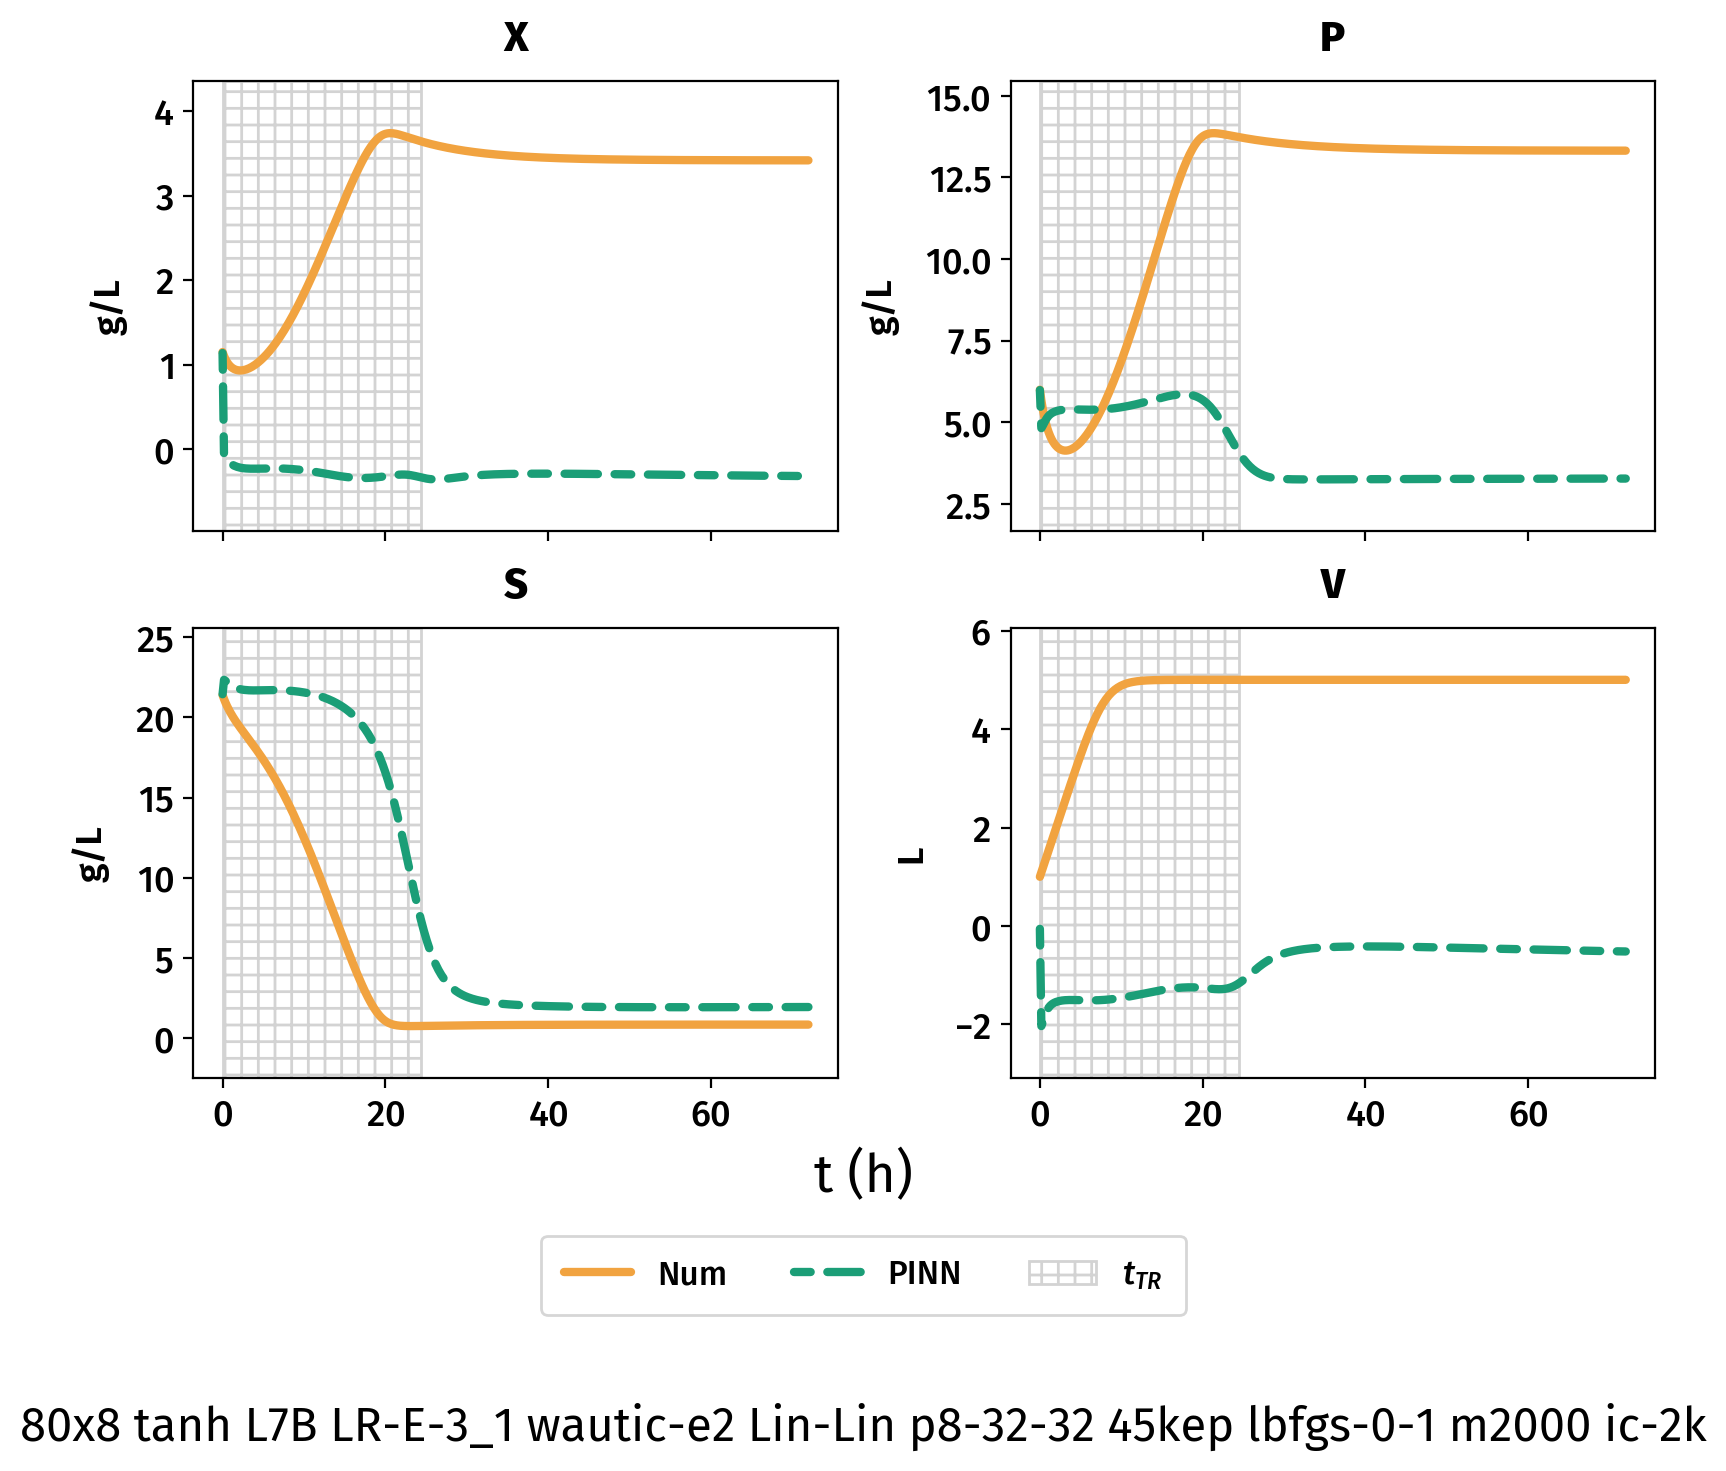 X
P
4
3
2
1
0
g/L
15.0
12.5
10.0
7.5
5.0
2.5
g/L
S
V
25
20
15
10
5
0
g/L
0
20
40
60
6
4
2
0
−2
L
0
20
40
60
t (h)
Num
PINN
tTR
80x8 tanh L7B LR-E-3_1 wautic-e2 Lin-Lin p8-32-32 45kep lbfgs-0-1 m2000 ic-2k